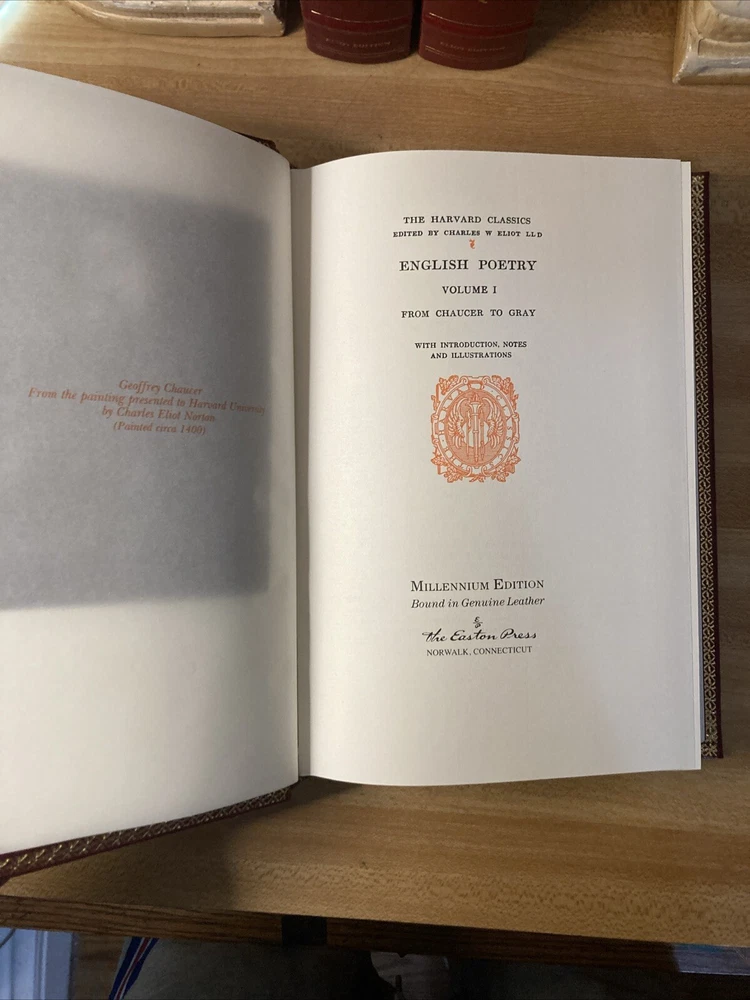 Geoffrey Chaucer
From the painting presented to Harvard University
by Charles Eliot Norton
(Painted circa 1400)
THE HARVARD CLASSICS
EDITED BY CHARLES W ELIOT LLD
ENGLISH POETRY
VOLUME I
FROM CHAUCER TO GRAY
WITH INTRODUCTION, NOTES
AND ILLUSTRATIONS
MILLENNIUM EDITION
Bound in Genuine Leather
The Easton Press
NORWALK, CONNECTICUT